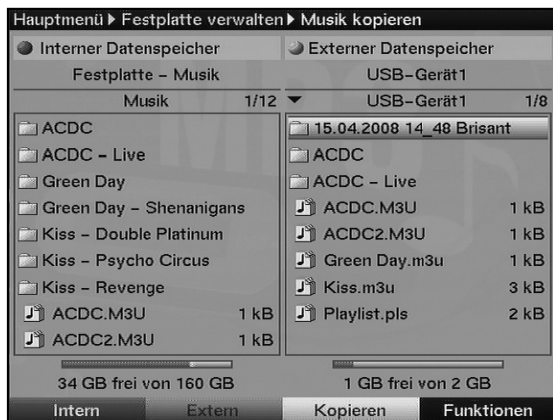 Hauptmenü ▶ Festplatte verwalten ▶ Musik kopieren
Interner Datenspeicher
Festplatte - Musik
Musik 1/12
ACDC
ACDC - Live
Green Day
Green Day - Shenanigans
Kiss - Double Platinum
Kiss - Psycho Circus
Kiss - Revenge
ACDC.M3U 1 kB
ACDC2.M3U 1 kB
34 GB frei von 160 GB
Externer Datenspeicher
USB-Gerät1
USB-Gerät1 1/8
15.04.2008 14_48 Brisant
ACDC
ACDC - Live
ACDC.M3U 1 kB
ACDC2.M3U 1 kB
Green Day.m3u 1 kB
Kiss.m3u 3 kB
Playlist.pls 2 kB
1 GB frei von 2 GB
Intern Extern Kopieren Funktionen